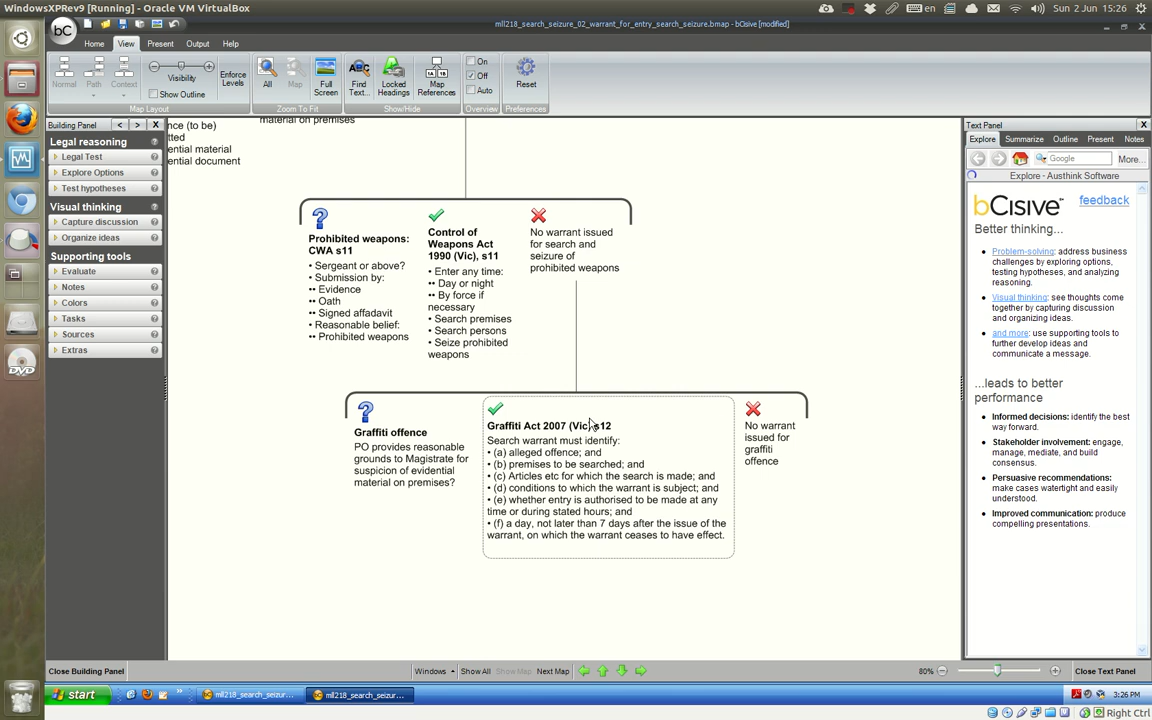 WindowsXPRev9 [Running] - Oracle VM VirtualBox
en
Sun 2 Jun 15:26
bC
mll218_search_seizure_02_warrant_for_entry_search_seizure.bmap - bCisive [modified]
Home View Present Output Help
Normal Path Context
Visibility
Show Outline
Enforce
Levels
Map Layout
All Map Full
Screen
Zoom To Fit
ABC
Find
Text...
Locked
Headings
Map
References
Show/Hide
On
Off
Auto
Overview
Reset
Preferences
Building Panel
Legal reasoning
Legal Test
Explore Options
Test hypotheses
Visual thinking
Capture discussion
Organize ideas
Supporting tools
Evaluate
Notes
Colors
Tasks
Sources
Extras
DVD
nce (to be)
tted
ential material
ential document
material on premises
Prohibited weapons:
CWA s11
• Sergeant or above?
• Submission by:
•• Evidence
•• Oath
•• Signed affadavit
• Reasonable belief:
•• Prohibited weapons
Control of
Weapons Act
1990 (Vic), s11
• Enter any time:
•• Day or night
•• By force if
necessary
• Search premises
• Search persons
• Seize prohibited
weapons
No warrant issued
for search and
seizure of
prohibited weapons
Graffiti offence
PO provides reasonable
grounds to Magistrate for
suspicion of evidential
material on premises?
Graffiti Act 2007 (Vic) s12
Search warrant must identify:
• (a) alleged offence; and
• (b) premises to be searched; and
• (c) Articles etc for which the search is made; and
• (d) conditions to which the warrant is subject; and
• (e) whether entry is authorised to be made at any
time or during stated hours; and
• (f) a day, not later than 7 days after the issue of the
warrant, on which the warrant ceases to have effect.
No warrant
issued for
graffiti
offence
Text Panel
Explore Summarize Outline Present Notes
Google
More...
Explore - Austhink Software
bCisive
feedback
Better thinking...
Problem-solving: address business
challenges by exploring options,
testing hypotheses, and analyzing
reasoning.
Visual thinking: see thoughts come
together by capturing discussion
and organizing ideas.
and more: use supporting tools to
further develop ideas and
communicate a message.
...leads to better
performance
Informed decisions: identify the best
way forward.
Stakeholder involvement: engage,
manage, mediate, and build
consensus.
Persuasive recommendations:
make cases watertight and easily
understood.
Improved communication: produce
compelling presentations.
Close Building Panel
Windows Show All Show Map Next Map
80%
Close Text Panel
start
mll218_search_seizur...
mll218_search_seizur...
3:26 PM
Right Ctrl